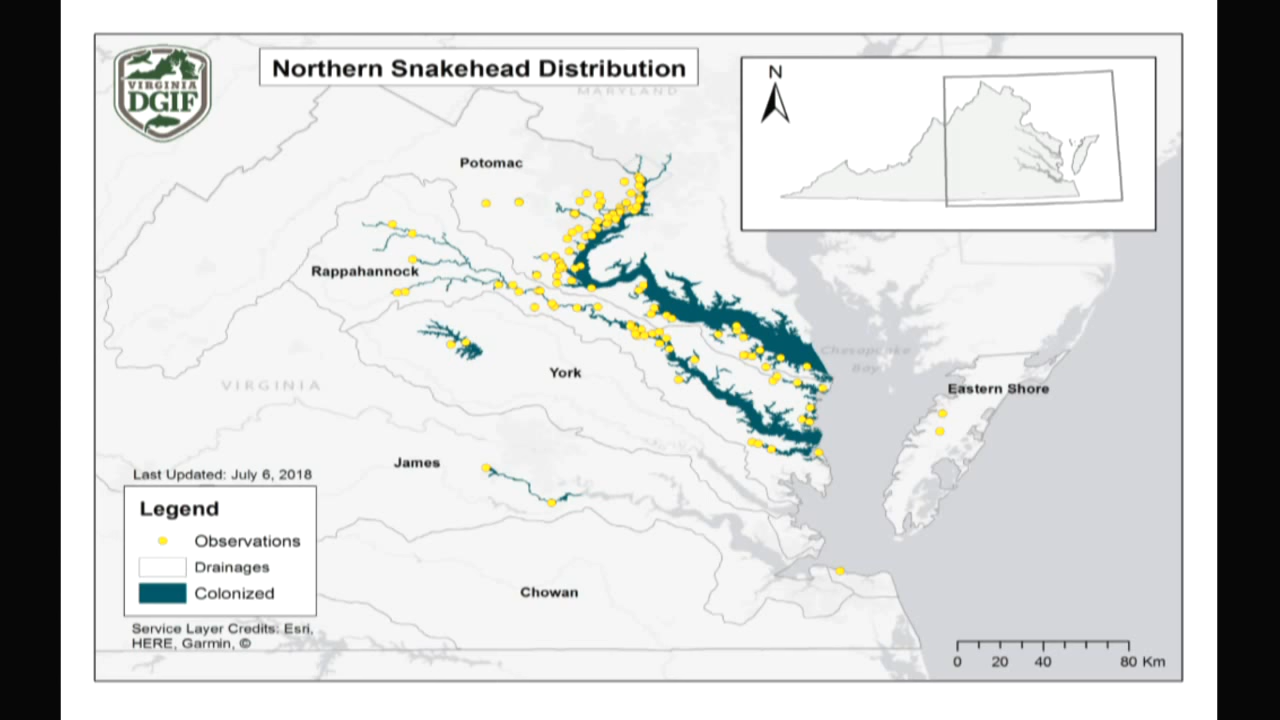 VIRGINIA
DGIF
Northern Snakehead Distribution
MARYLAND
N
Potomac
Rappahannock
Chesapeake
Bay
York
VIRGINIA
Eastern Shore
James
Last Updated: July 6, 2018
Legend
Observations
Drainages
Colonized
Chowan
Service Layer Credits: Esri,
HERE, Garmin, ©
0 20 40 80 Km